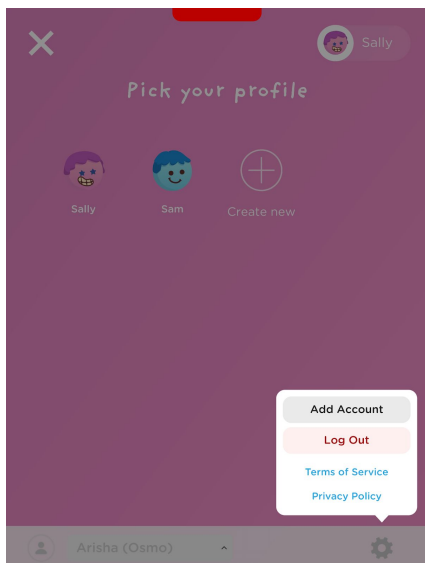 Sally
Pick your profile
Sally
Sam
Create new
Add Account
Log Out
Terms of Service
Privacy Policy
Arisha (Osmo)